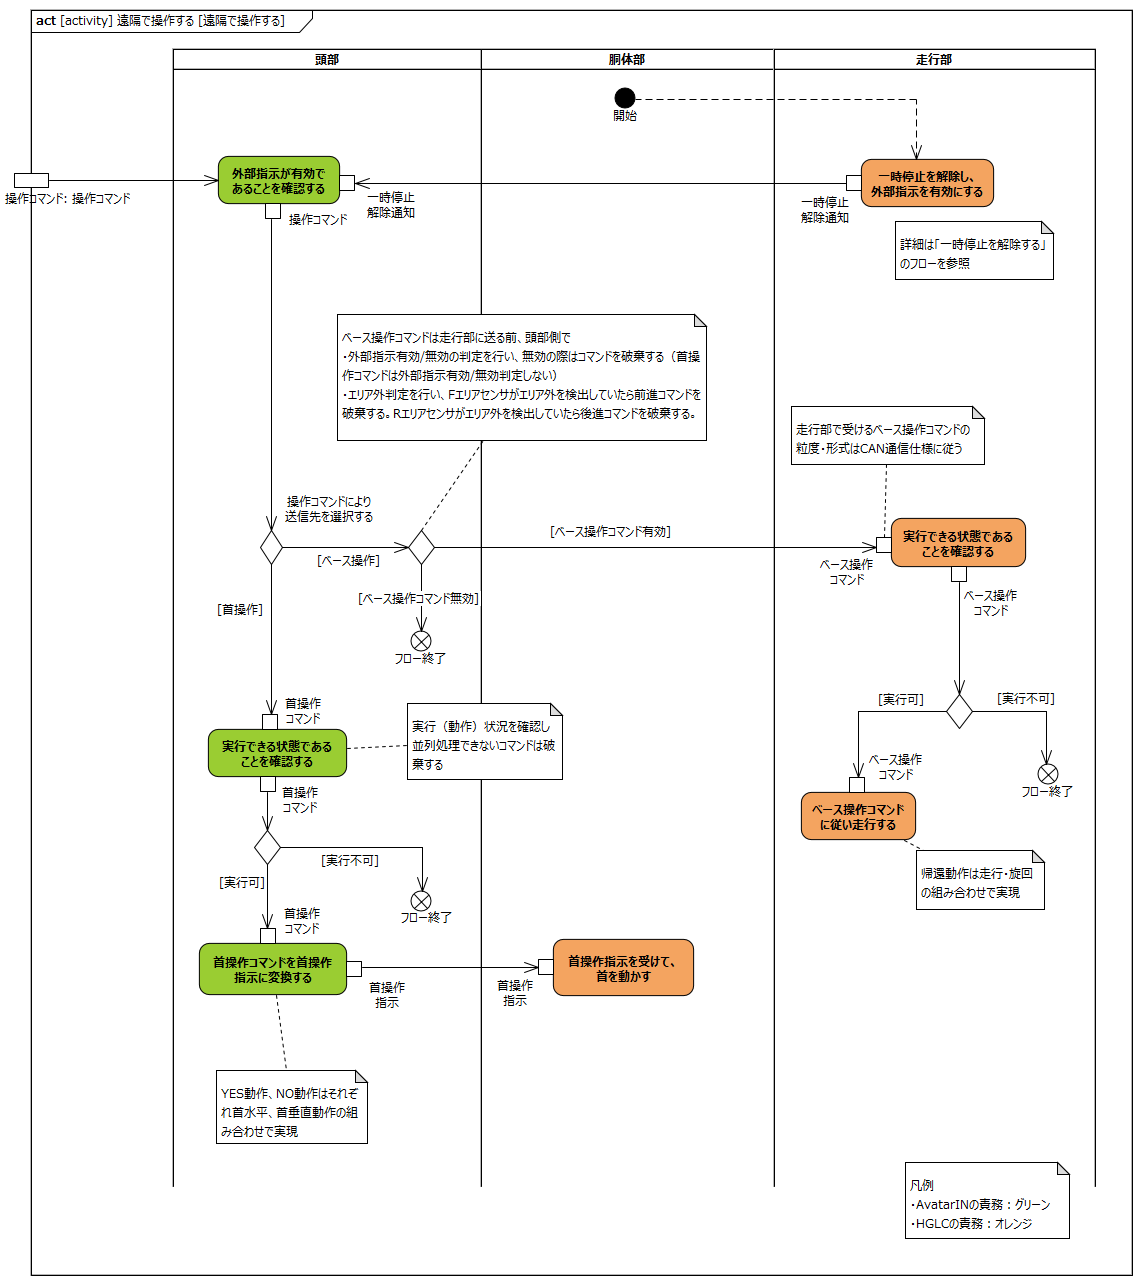 act [activity] 遠隔で操作する [遠隔で操作する]
頭部
胴体部
走行部
開始
外部指示が有効で
あることを確認する
一時停止を解除し、
外部指示を有効にする
操作コマンド: 操作コマンド
操作コマンド
一時停止
解除通知
一時停止
解除通知
詳細は「一時停止を解除する」
のフローを参照
ベース操作コマンドは走行部に送る前、頭部側で
・外部指示有効/無効の判定を行い、無効の際はコマンドを破棄する（首操
作コマンドは外部指示有効/無効判定しない）
・エリア外判定を行い、Fエリアセンサがエリア外を検出していたら前進コマンドを
破棄する。Rエリアセンサがエリア外を検出していたら後進コマンドを破棄する。
走行部で受けるベース操作コマンドの
粒度・形式はCAN通信仕様に従う
操作コマンドにより
送信先を選択する
[ベース操作]
[ベース操作コマンド有効]
実行できる状態である
ことを確認する
ベース操作
コマンド
ベース操作
コマンド
[首操作]
[ベース操作コマンド無効]
フロー終了
[実行可]
[実行不可]
首操作
コマンド
実行（動作）状況を確認し
並列処理できないコマンドは破
棄する
実行できる状態である
ことを確認する
ベース操作
コマンド
フロー終了
首操作
コマンド
ベース操作コマンド
に従い走行する
[実行不可]
[実行可]
帰還動作は走行・旋回
の組み合わせで実現
フロー終了
首操作
コマンド
首操作コマンドを首操作
指示に変換する
首操作指示を受けて、
首を動かす
首操作
指示
首操作
指示
YES動作、NO動作はそれぞ
れ首水平、首垂直動作の組
み合わせで実現
凡例
・AvatarINの責務：グリーン
・HGLCの責務：オレンジ